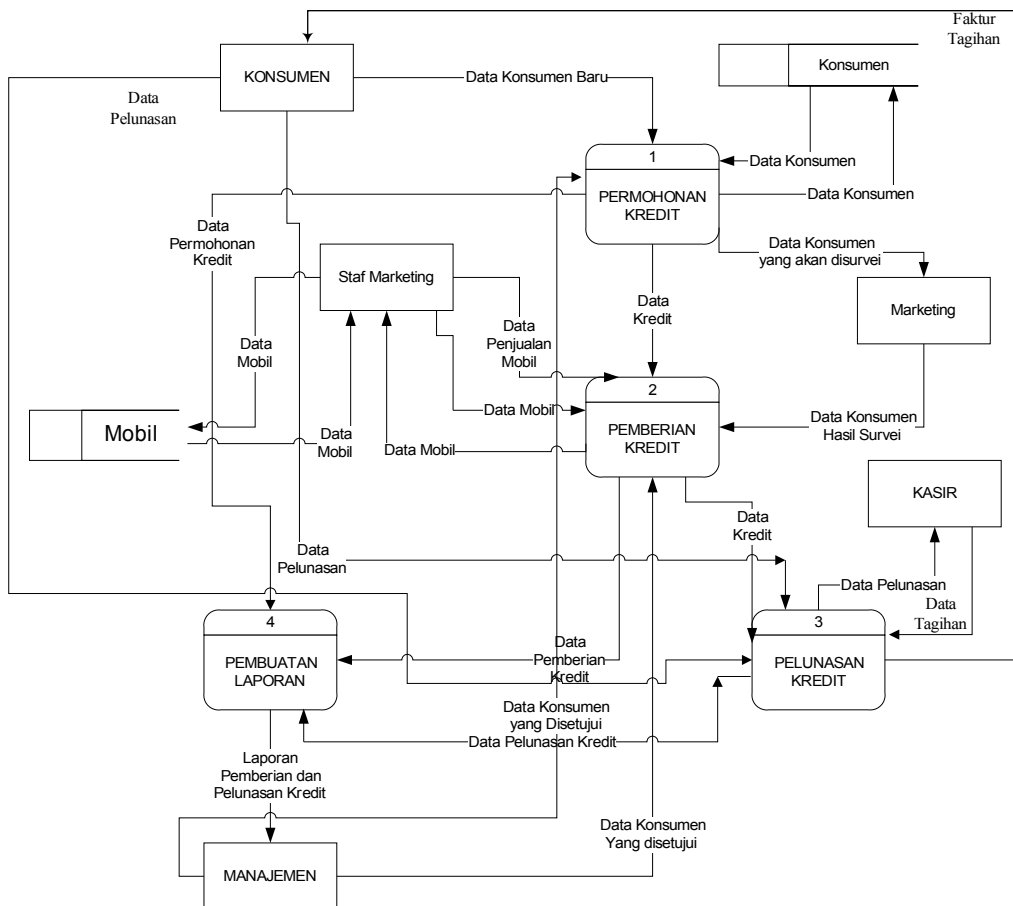 Faktur
Tagihan
KONSUMEN
Data Konsumen Baru
Konsumen
Data
Pelunasan
1
PERMOHONAN
KREDIT
Data Konsumen
Data Konsumen
Data
Permohonan
Kredit
Data Konsumen
yang akan disurvei
Staf Marketing
Marketing
Data
Kredit
Data
Penjualan
Mobil
Data
Mobil
2
PEMBERIAN
KREDIT
Data Mobil
Data Konsumen
Hasil Survei
Mobil
Data
Mobil
Data Mobil
KASIR
Data
Kredit
Data
Pelunasan
Data Pelunasan
Data
Tagihan
4
PEMBUATAN
LAPORAN
3
PELUNASAN
KREDIT
Data
Pemberian
Kredit
Data Konsumen
yang Disetujui
Data Pelunasan Kredit
Laporan
Pemberian dan
Pelunasan Kredit
Data Konsumen
Yang disetujui
MANAJEMEN